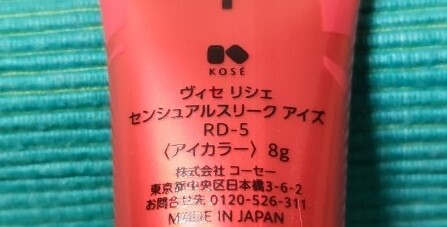 KOSÉ
ヴィセ リシェ
センシュアルスリーク アイズ
RD-5
〈アイカラー〉8g
株式会社 コーセー
東京都中央区日本橋3-6-2
お問合せ先 0120-526-311
MADE IN JAPAN